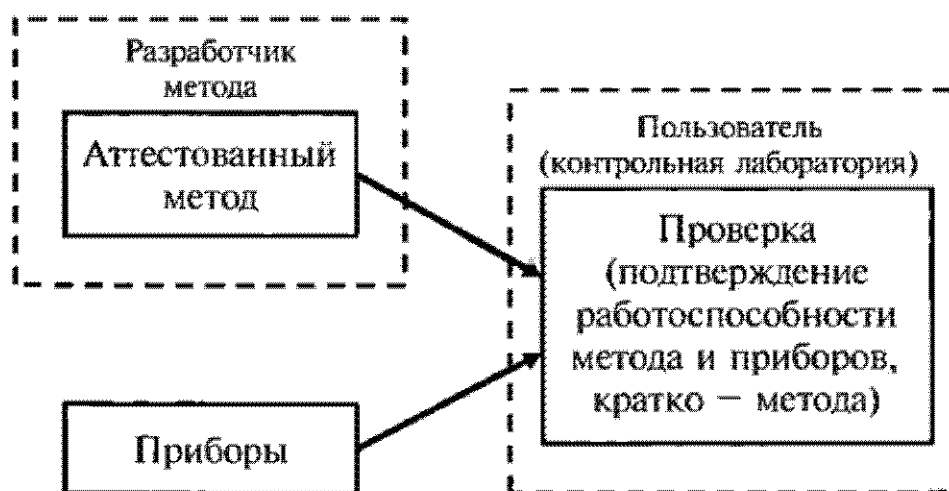 Разработчик
метода
Аттестованный
метод
Пользователь
(контрольная лаборатория)
Проверка
(подтверждение
работоспособности
метода и приборов,
кратко — метода)
Приборы